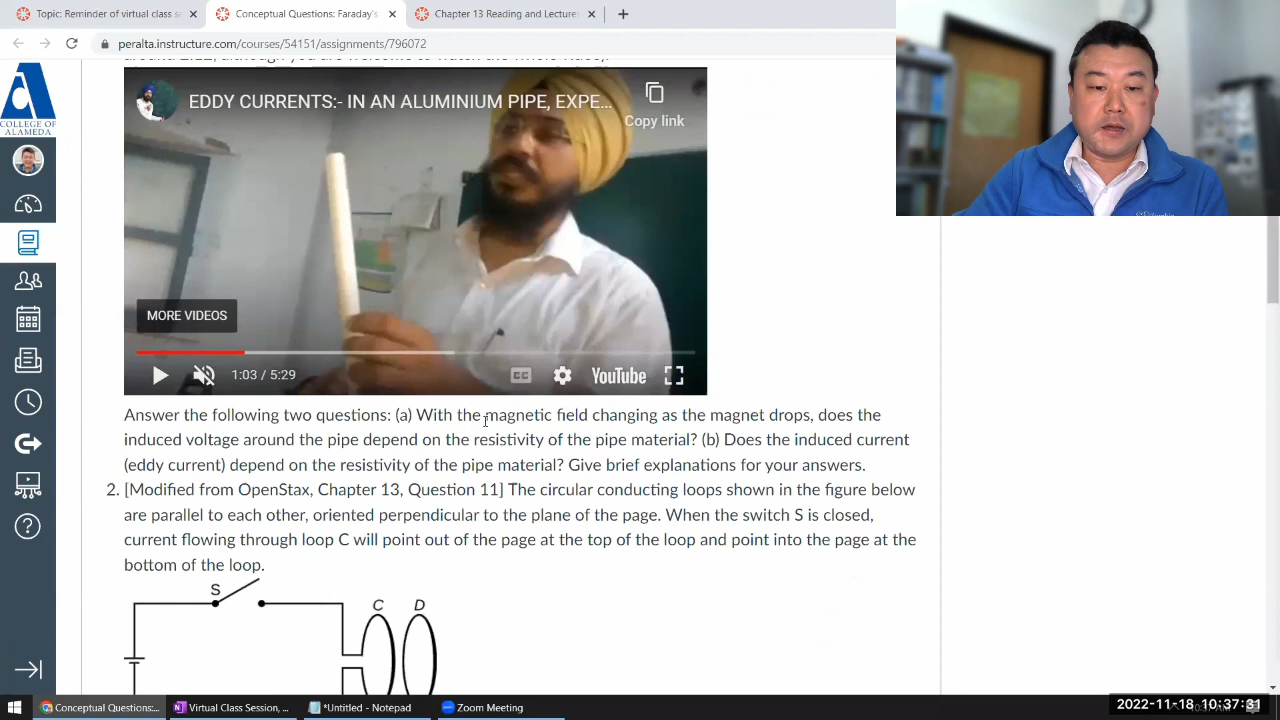 Topic: Reminder of virtual class se
Conceptual Questions: Faraday's
Chapter 13 Reading and Lectures
peralta.instructure.com/courses/54151/assignments/796072
COLLEGE OF
ALAMEDA
EDDY CURRENTS:- IN AN ALUMINIUM PIPE, EXPE...
Copy link
MORE VIDEOS
1:03 / 5:29
CC
YouTube
Answer the following two questions: (a) With the magnetic field changing as the magnet drops, does the
induced voltage around the pipe depend on the resistivity of the pipe material? (b) Does the induced current
(eddy current) depend on the resistivity of the pipe material? Give brief explanations for your answers.
2. [Modified from OpenStax, Chapter 13, Question 11] The circular conducting loops shown in the figure below
are parallel to each other, oriented perpendicular to the plane of the page. When the switch S is closed,
current flowing through loop C will point out of the page at the top of the loop and point into the page at the
bottom of the loop.
S
C D
Conceptual Questions:...
Virtual Class Session, ...
*Untitled - Notepad
Zoom Meeting
2022-11-18 10:37:31